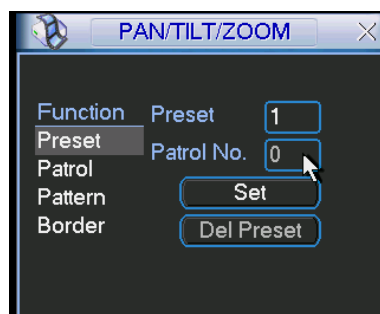 PAN/TILT/ZOOM
Function Preset 1
Preset
Patrol No. 0
Patrol
Pattern Set
Border Del Preset